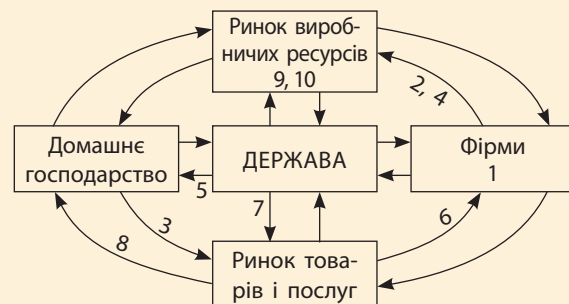 Ринок вироб-
ничих ресурсів
9, 10
2, 4
Домашнє
господарство
ДЕРЖАВА
Фірми
1
5
7
3
8
6
Ринок това-
рів і послуг